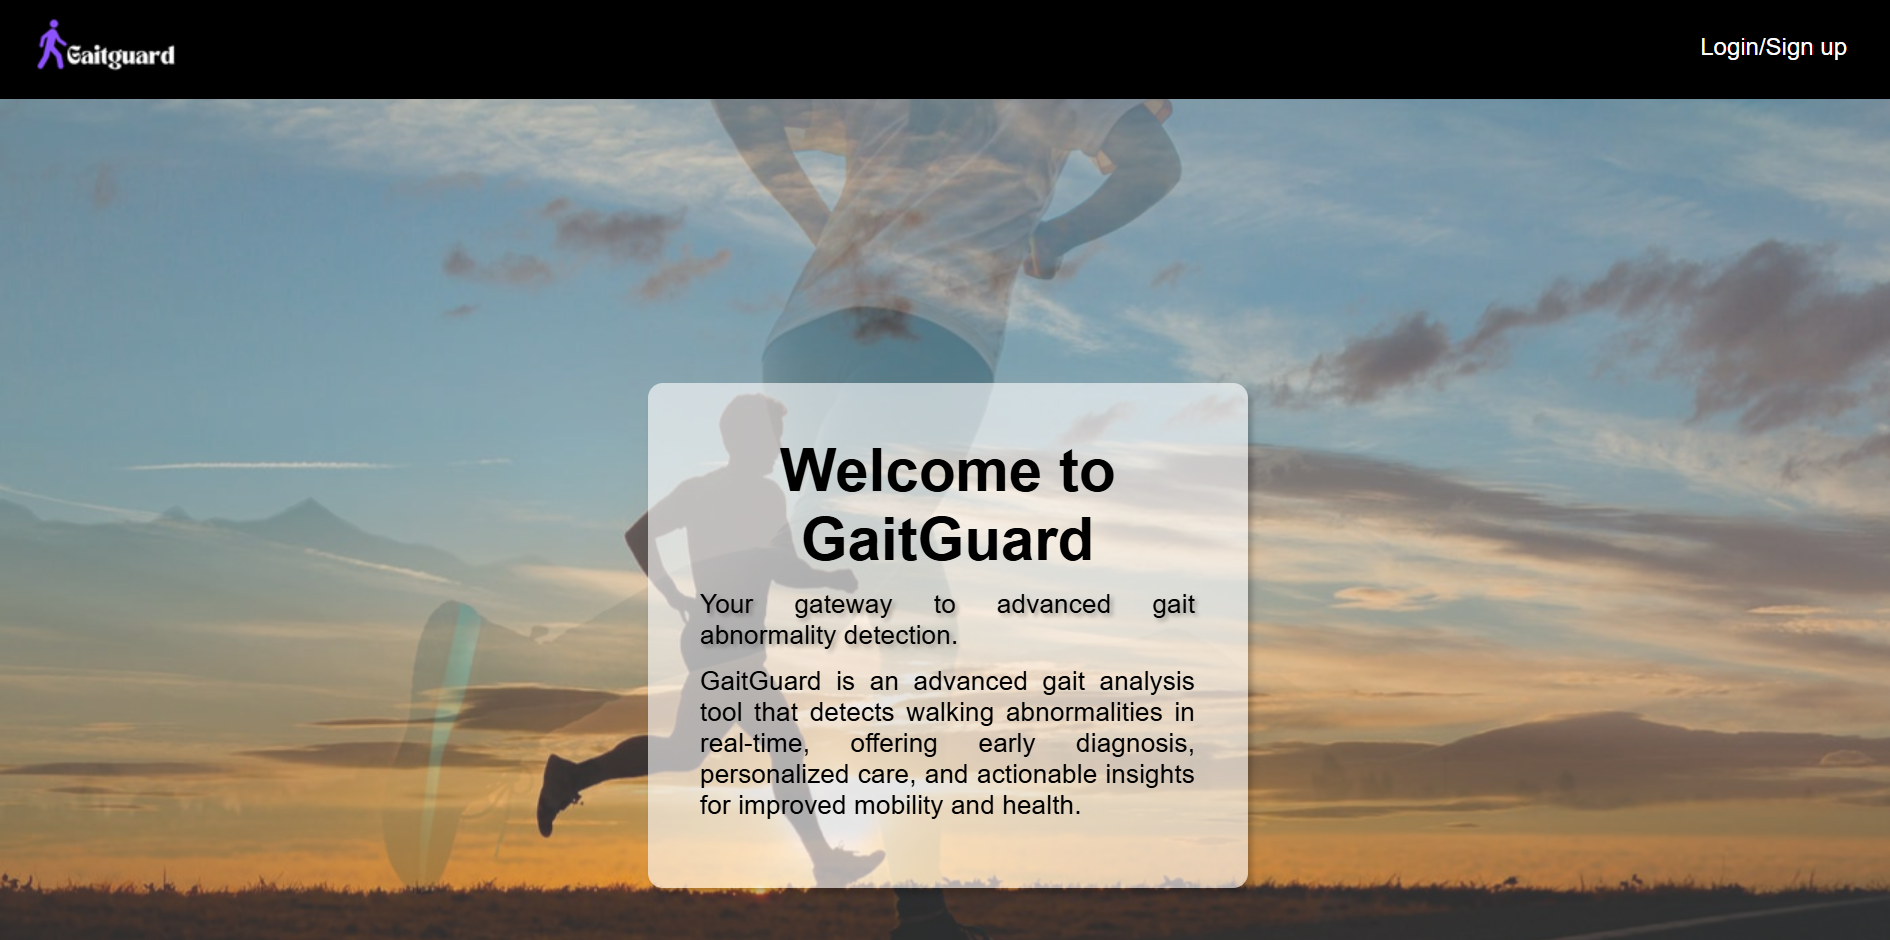 Gaitguard
Login/Sign up
Welcome to
GaitGuard
Your gateway to advanced gait
abnormality detection.
GaitGuard is an advanced gait analysis
tool that detects walking abnormalities in
real-time, offering early diagnosis,
personalized care, and actionable insights
for improved mobility and health.